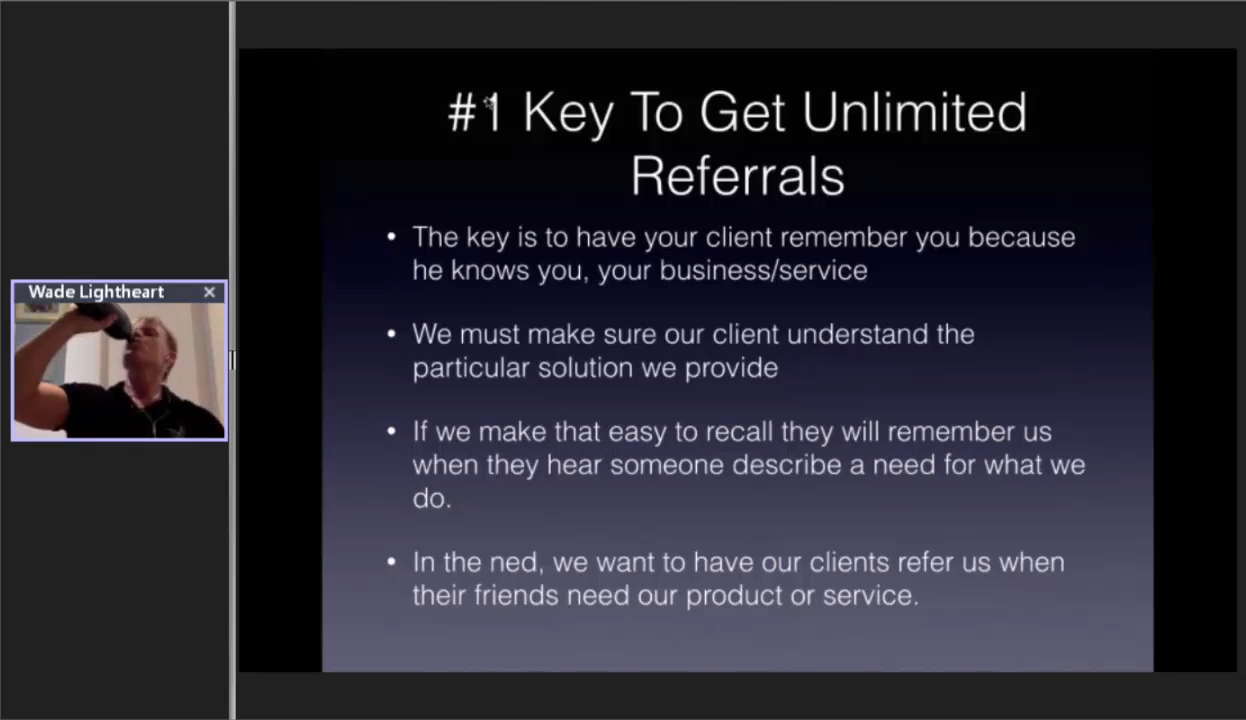 #1 Key To Get Unlimited
Referrals
• The key is to have your client remember you because
he knows you, your business/service
• We must make sure our client understand the
particular solution we provide
• If we make that easy to recall they will remember us
when they hear someone describe a need for what we
do.
• In the ned, we want to have our clients refer us when
their friends need our product or service.
Wade Lightheart